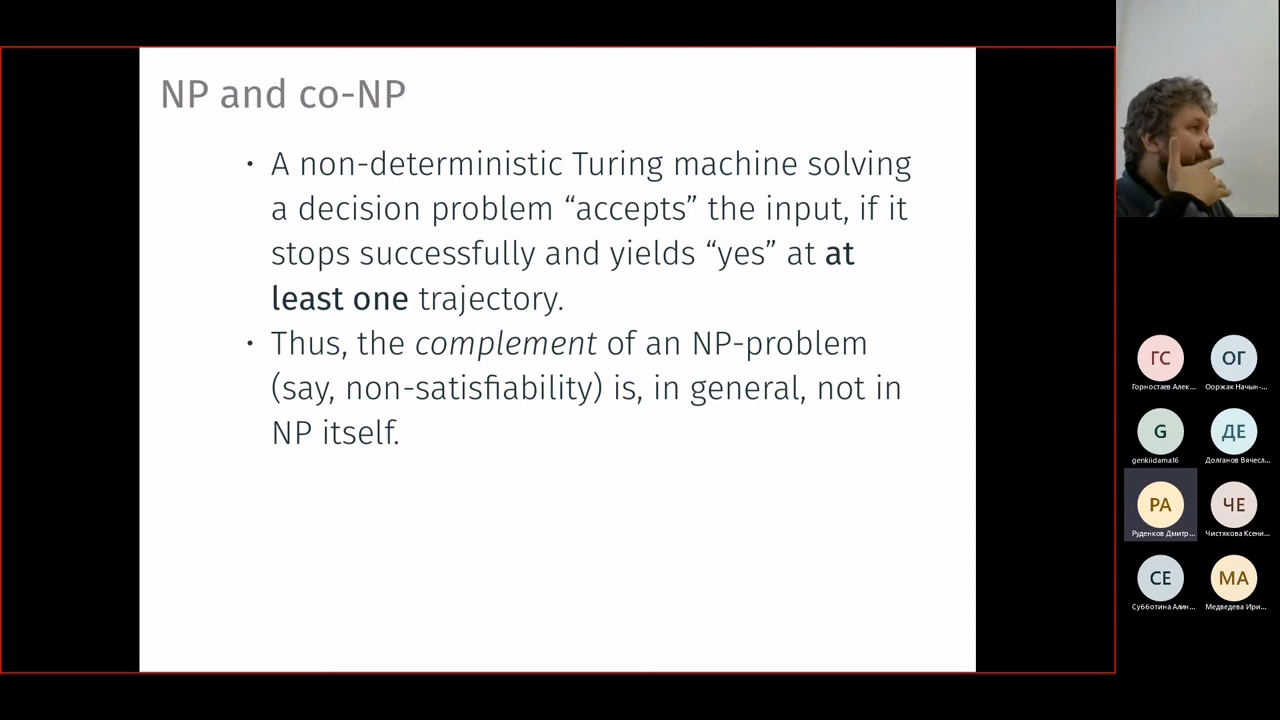 NP and co-NP
• A non-deterministic Turing machine solving
a decision problem “accepts” the input, if it
stops successfully and yields “yes” at at
least one trajectory.
• Thus, the complement of an NP-problem
(say, non-satisfiability) is, in general, not in
NP itself.
ГС ОГ
Горностаев Алек... Ооржак Начын-...
G ДЕ
genkiidama16 Долганов Вячесл...
РА ЧЕ
Руденков Дмитр... Чистякова Ксени...
СЕ МА
Субботина Алин... Медведева Ири...